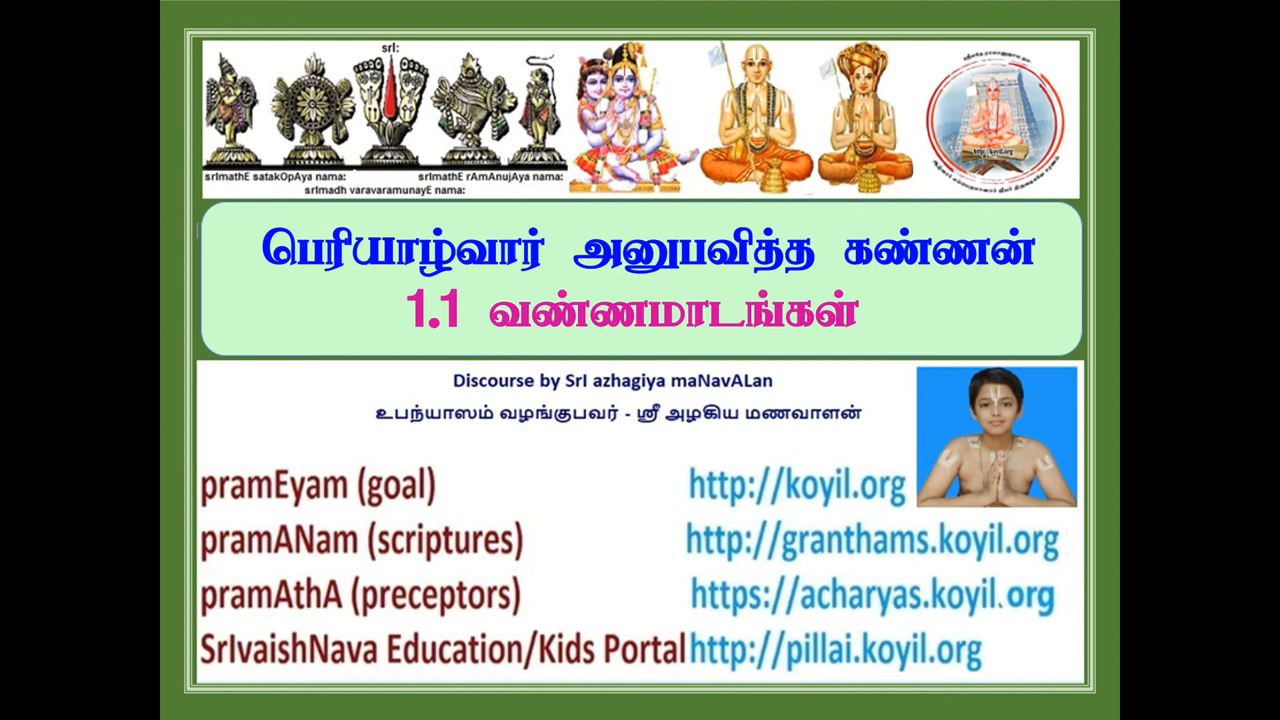 srI:
srImathE satakOpAya nama:
srImathE rAmAnujAya nama:
srImadh varavaramunayE nama:
http://koyil.org
பெரியாழ்வார் அனுபவித்த கண்ணன்
1.1 வண்ணமாடங்கள்
Discourse by SrI azhagiya maNavALan
உபந்யாஸம் வழங்குபவர் - ஸ்ரீ அழகிய மணவாளன்
pramEyam (goal) http://koyil.org
pramANam (scriptures) http://granthams.koyil.org
pramAthA (preceptors) https://acharyas.koyil.org
SrIvaishNava Education/Kids Portal http://pillai.koyil.org